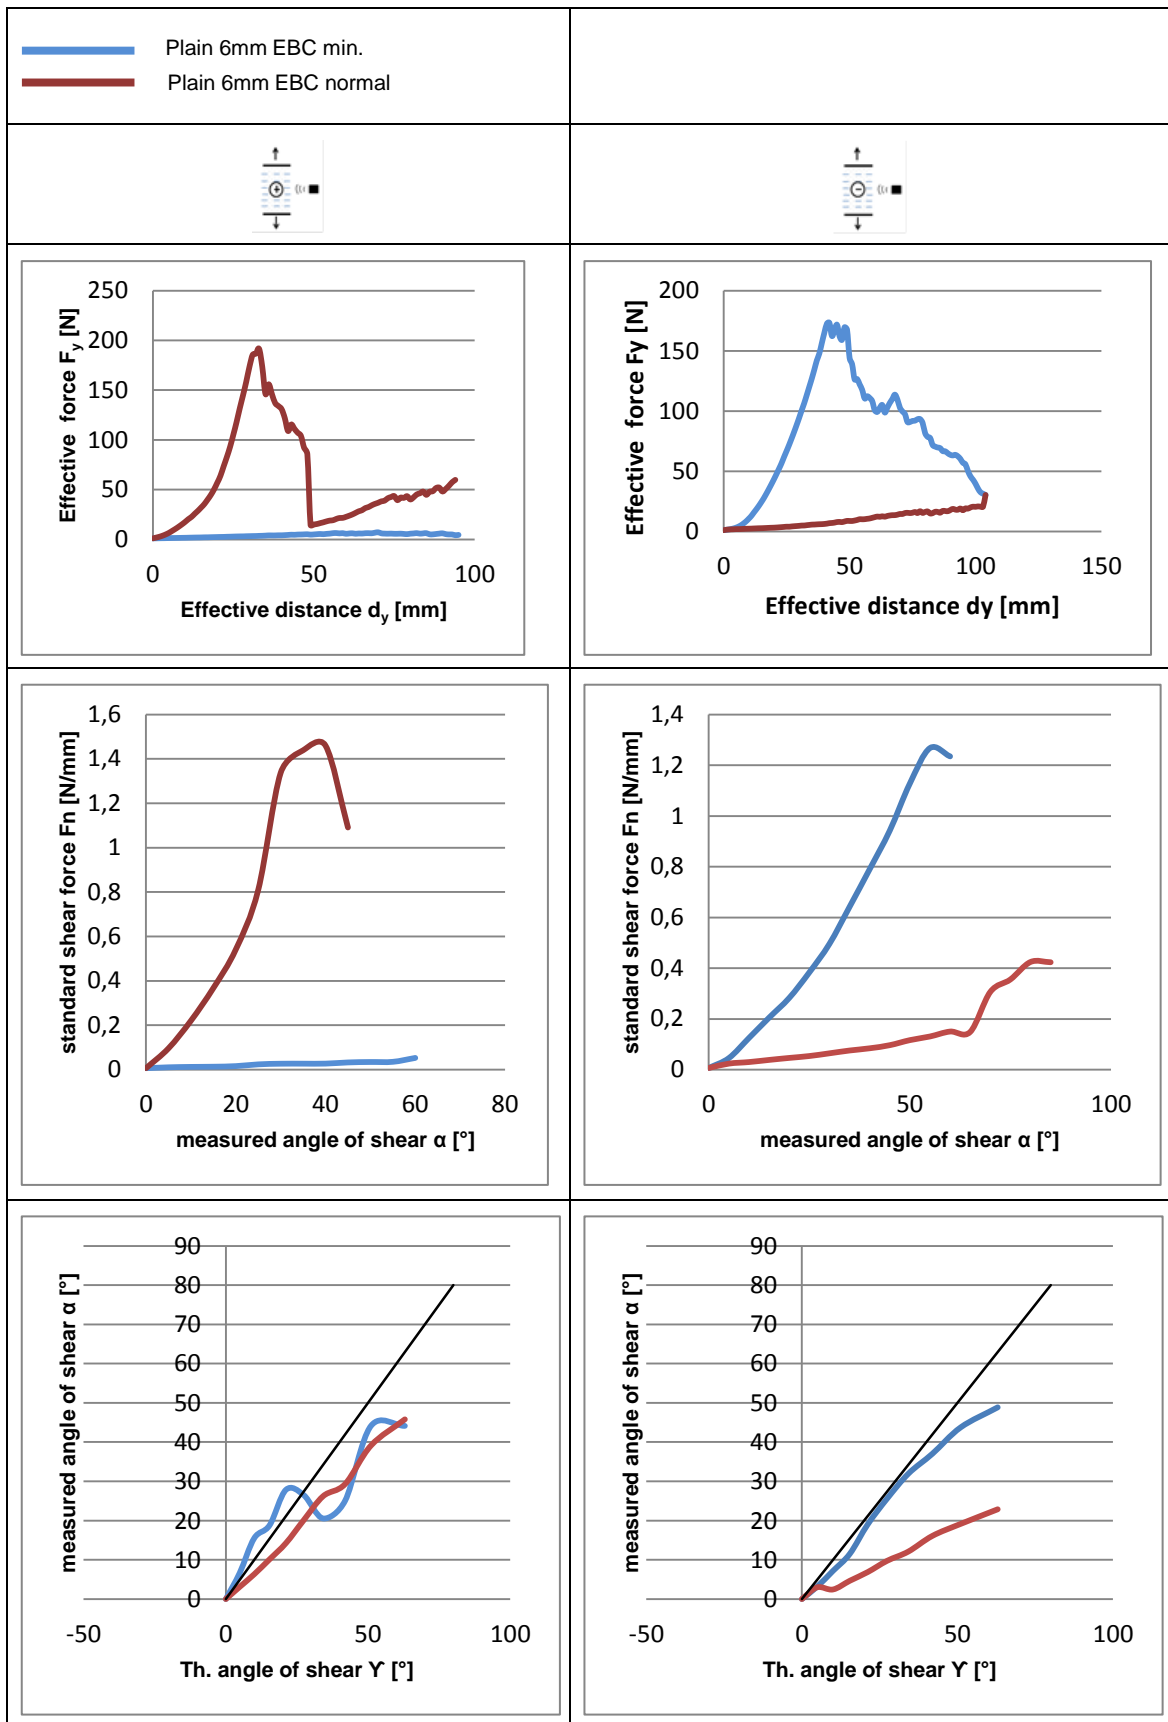 Plain 6mm EBC min.
Plain 6mm EBC normal
250
200
150
100
50
0
0 50 100
Effective force Fy [N]
Effective distance dy [mm]
200
150
100
50
0
0 50 100 150
Effective force Fy [N]
Effective distance dy [mm]
1,6
1,4
1,2
1
0,8
0,6
0,4
0,2
0
0 20 40 60 80
standard shear force Fn [N/mm]
measured angle of shear α [°]
1,4
1,2
1
0,8
0,6
0,4
0,2
0
0 50 100
standard shear force Fn [N/mm]
measured angle of shear α [°]
90
80
70
60
50
40
30
20
10
0
-50 0 50 100
measured angle of shear α [°]
Th. angle of shear ϒ [°]
90
80
70
60
50
40
30
20
10
0
-50 0 50 100
measured angle of shear α [°]
Th. angle of shear ϒ [°]